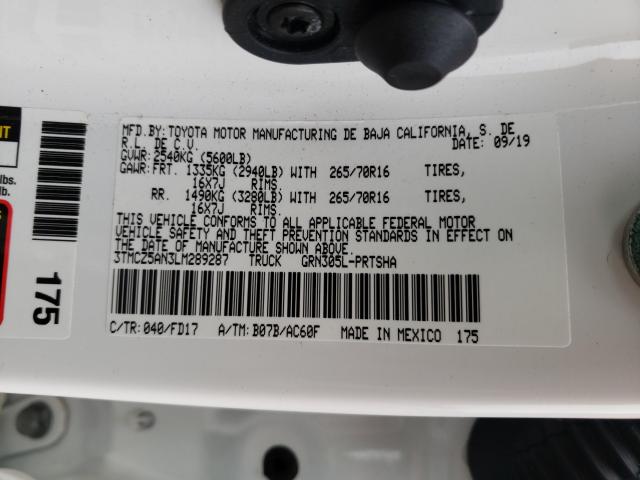 MFD.BY:TOYOTA MOTOR MANUFACTURING DE BAJA CALIFORNIA, S. DE
R.L. DE C.V. DATE: 09/19
GVWR:2540KG (5600LB)
GAWR:FRT. 1335KG (2940LB) WITH 265/70R16 TIRES,
16X7J RIMS.
RR. 1490KG (3280LB) WITH 265/70R16 TIRES,
16X7J RIMS.
THIS VEHICLE CONFORMS TO ALL APPLICABLE FEDERAL MOTOR
VEHICLE SAFETY AND THEFT PREVENTION STANDARDS IN EFFECT ON
THE DATE OF MANUFACTURE SHOWN ABOVE.
3TMCZ5AN3LM289287 TRUCK GRN305L-PRTSHA
C/TR: 040/FD17 A/TM: B07B/AC60F MADE IN MEXICO 175
175
lbs.
lb.